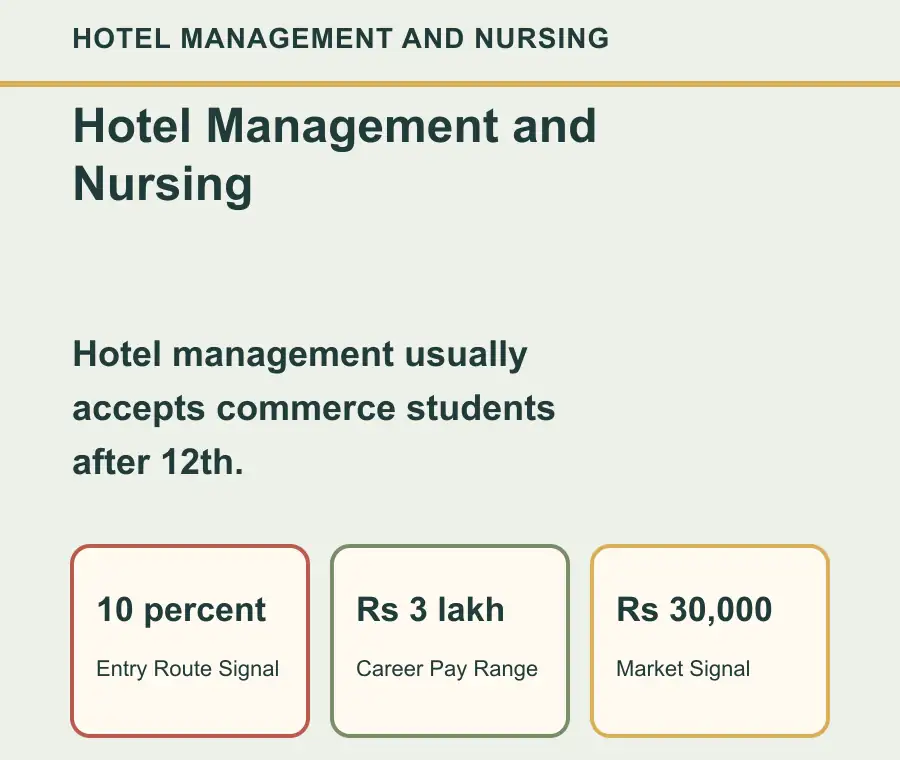 HOTEL MANAGEMENT AND NURSING
Hotel Management and
Nursing
Hotel management usually
accepts commerce students
after 12th.
10 percent
Entry Route Signal
Rs 3 lakh
Career Pay Range
Rs 30,000
Market Signal